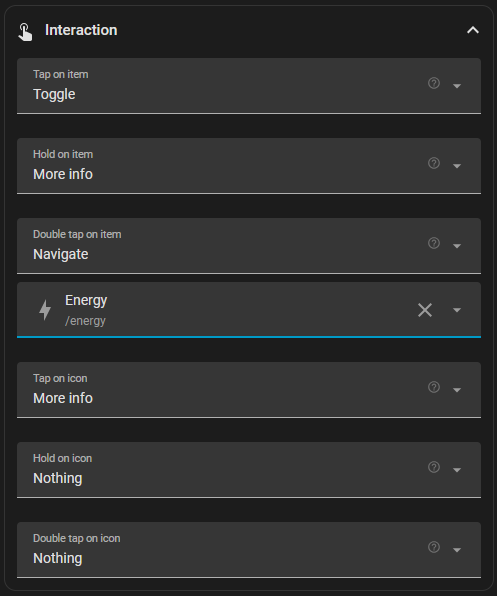 Interaction
Tap on item
Toggle
Hold on item
More info
Double tap on item
Navigate
Energy
/energy
Tap on icon
More info
Hold on icon
Nothing
Double tap on icon
Nothing